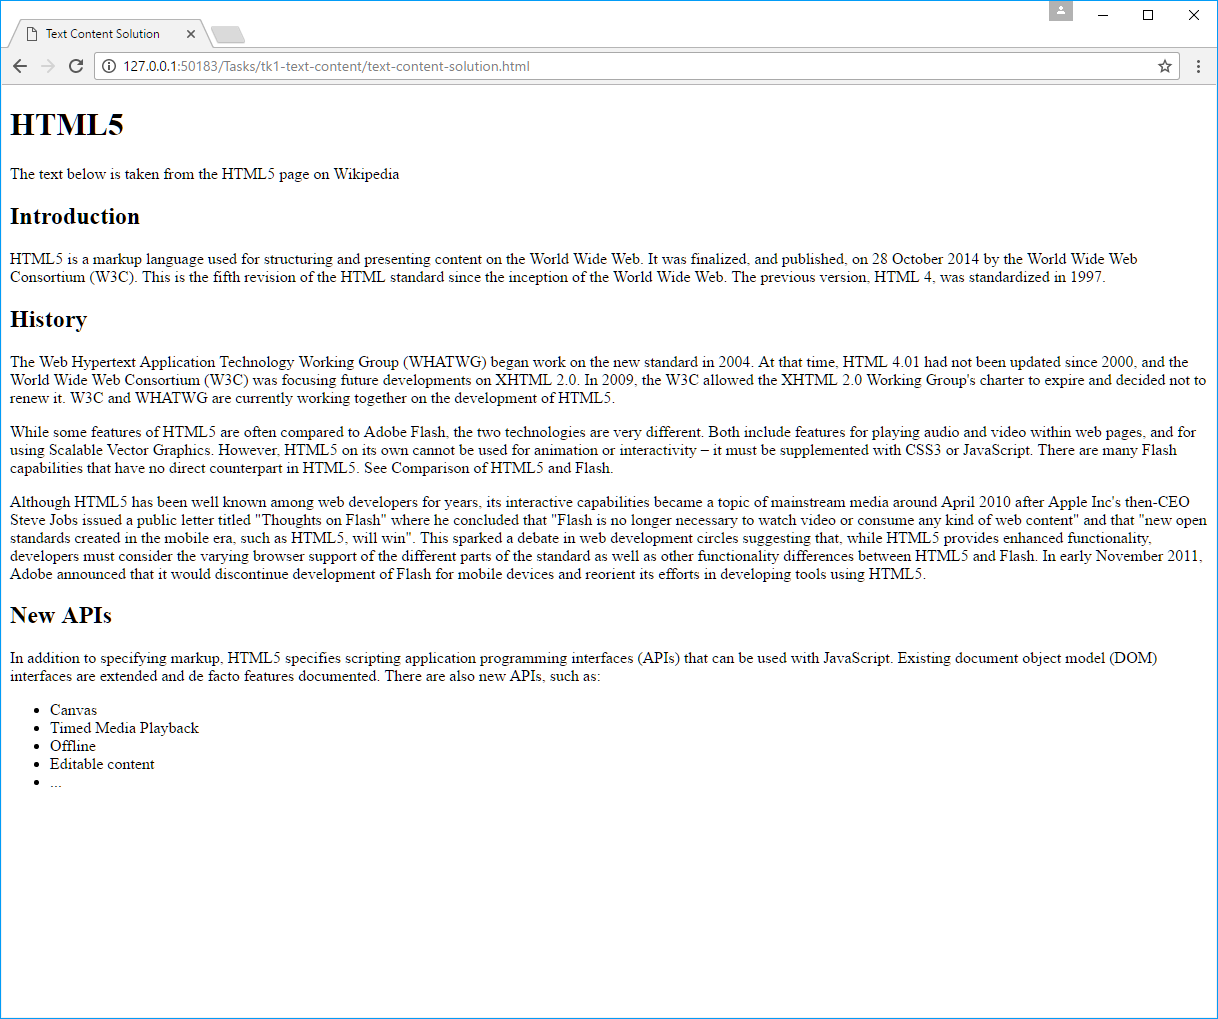 Text Content Solution
127.0.0.1:50183/Tasks/tk1-text-content/text-content-solution.html
HTML5
The text below is taken from the HTML5 page on Wikipedia
Introduction
HTML5 is a markup language used for structuring and presenting content on the World Wide Web. It was finalized, and published, on 28 October 2014 by the World Wide Web
Consortium (W3C). This is the fifth revision of the HTML standard since the inception of the World Wide Web. The previous version, HTML 4, was standardized in 1997.
History
The Web Hypertext Application Technology Working Group (WHATWG) began work on the new standard in 2004. At that time, HTML 4.01 had not been updated since 2000, and the
World Wide Web Consortium (W3C) was focusing future developments on XHTML 2.0. In 2009, the W3C allowed the XHTML 2.0 Working Group's charter to expire and decided not to
renew it. W3C and WHATWG are currently working together on the development of HTML5.
While some features of HTML5 are often compared to Adobe Flash, the two technologies are very different. Both include features for playing audio and video within web pages, and for
using Scalable Vector Graphics. However, HTML5 on its own cannot be used for animation or interactivity – it must be supplemented with CSS3 or JavaScript. There are many Flash
capabilities that have no direct counterpart in HTML5. See Comparison of HTML5 and Flash.
Although HTML5 has been well known among web developers for years, its interactive capabilities became a topic of mainstream media around April 2010 after Apple Inc's then-CEO
Steve Jobs issued a public letter titled "Thoughts on Flash" where he concluded that "Flash is no longer necessary to watch video or consume any kind of web content" and that "new open
standards created in the mobile era, such as HTML5, will win". This sparked a debate in web development circles suggesting that, while HTML5 provides enhanced functionality,
developers must consider the varying browser support of the different parts of the standard as well as other functionality differences between HTML5 and Flash. In early November 2011,
Adobe announced that it would discontinue development of Flash for mobile devices and reorient its efforts in developing tools using HTML5.
New APIs
In addition to specifying markup, HTML5 specifies scripting application programming interfaces (APIs) that can be used with JavaScript. Existing document object model (DOM)
interfaces are extended and de facto features documented. There are also new APIs, such as:
• Canvas
• Timed Media Playback
• Offline
• Editable content
• ...